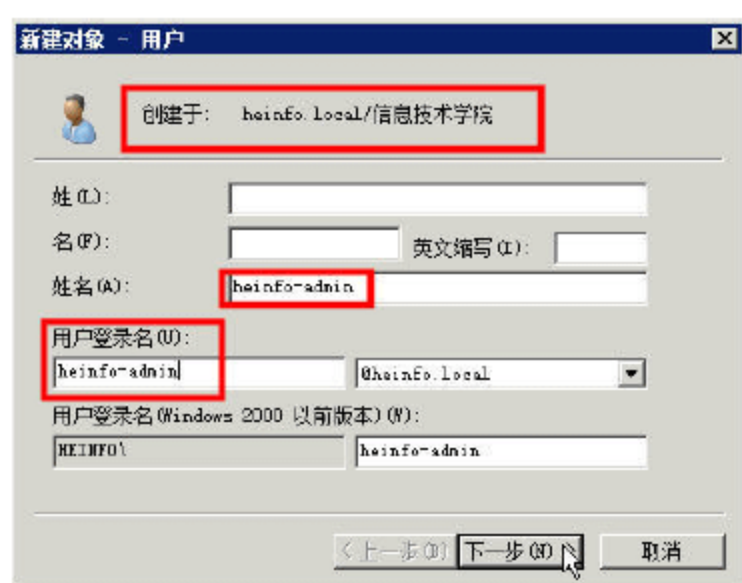 新建对象 - 用户
创建于: heinfo.local/信息技术学院
姓(L):
名(F): 英文缩写(I):
姓名(A): heinfo-admin
用户登录名(U):
heinfo-admin @heinfo.local
用户登录名(Windows 2000 以前版本)(W):
HEINFO\ heinfo-admin
<上一步(B) 下一步(N) > 取消